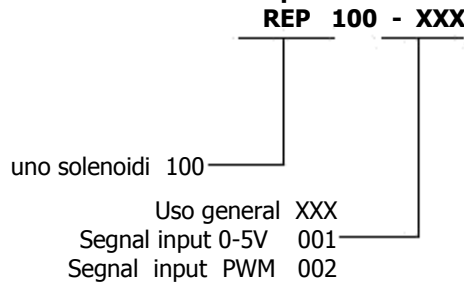 REP 100 - XXX
uno solenoidi 100
Uso general XXX
Segnal input 0-5V 001
Segnal input PWM 002